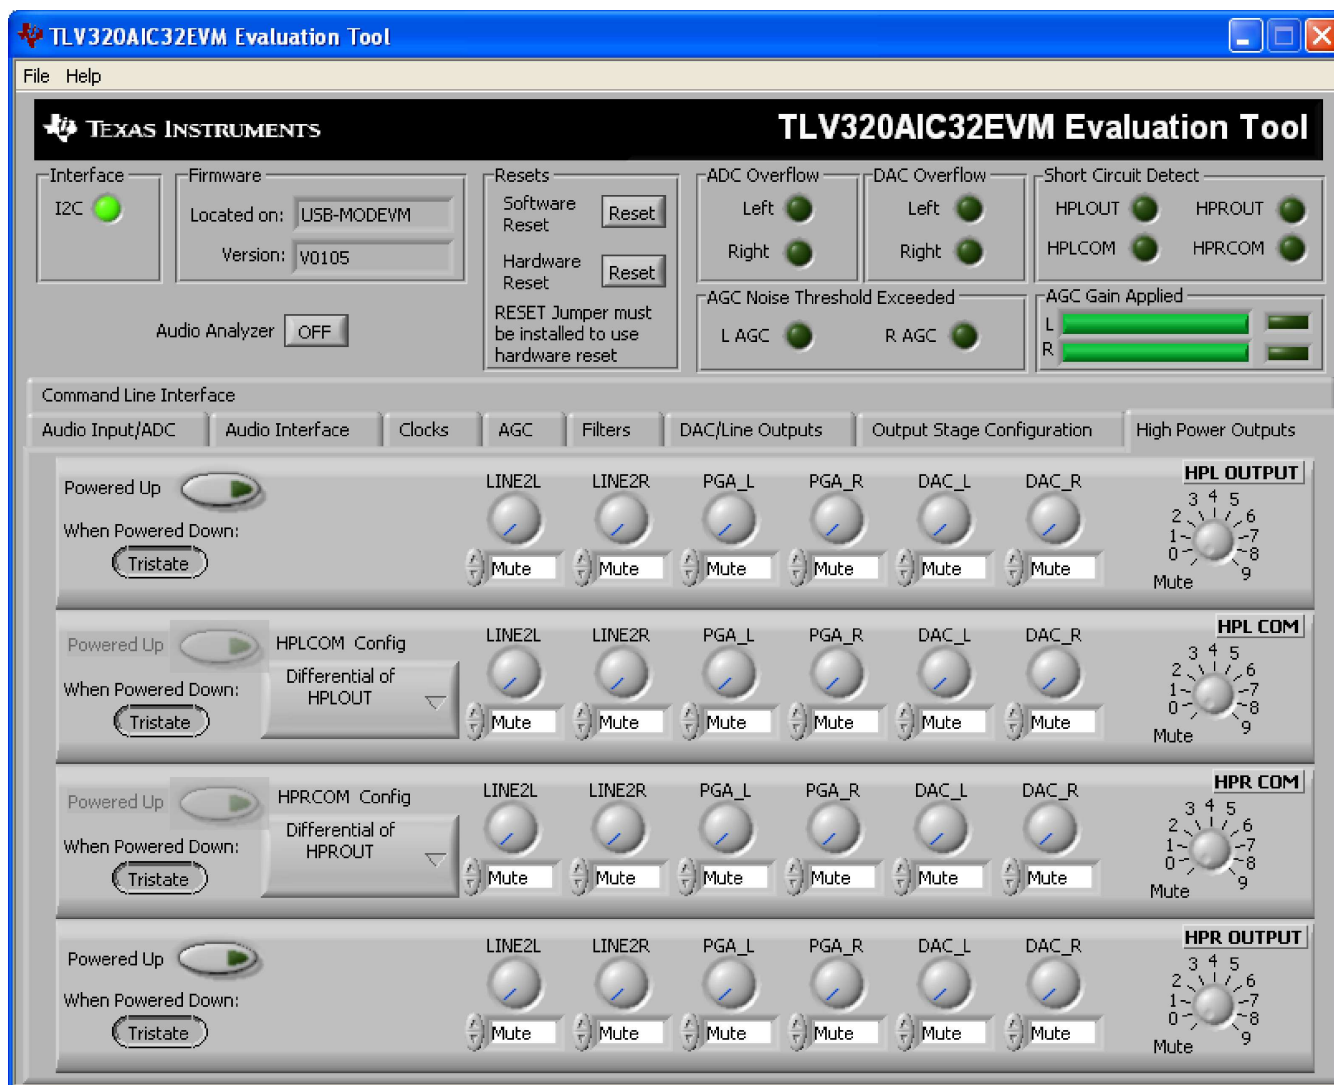 TLV320AIC32EVM Evaluation Tool
File Help
TEXAS INSTRUMENTS
TLV320AIC32EVM Evaluation Tool
Interface
I2C
Firmware
Located on: USB-MODEVM
Version: V0105
Audio Analyzer OFF
Resets
Software Reset Reset
Hardware Reset Reset
RESET Jumper must
be installed to use
hardware reset
ADC Overflow
Left
Right
DAC Overflow
Left
Right
Short Circuit Detect
HPLOUT HPROUT
HPLCOM HPRCOM
AGC Noise Threshold Exceeded
L AGC R AGC
AGC Gain Applied
L
R
Command Line Interface
Audio Input/ADC Audio Interface Clocks AGC Filters DAC/Line Outputs Output Stage Configuration High Power Outputs
HPL OUTPUT
Powered Up
When Powered Down:
Tristate
LINE2L LINE2R PGA_L PGA_R DAC_L DAC_R
Mute Mute Mute Mute Mute Mute
Mute 0 1 2 3 4 5 6 7 8 9
HPL COM
Powered Up
When Powered Down:
Tristate
HPLCOM Config
Differential of
HPLOUT
LINE2L LINE2R PGA_L PGA_R DAC_L DAC_R
Mute Mute Mute Mute Mute Mute
Mute 0 1 2 3 4 5 6 7 8 9
HPR COM
Powered Up
When Powered Down:
Tristate
HPRCOM Config
Differential of
HPROUT
LINE2L LINE2R PGA_L PGA_R DAC_L DAC_R
Mute Mute Mute Mute Mute Mute
Mute 0 1 2 3 4 5 6 7 8 9
HPR OUTPUT
Powered Up
When Powered Down:
Tristate
LINE2L LINE2R PGA_L PGA_R DAC_L DAC_R
Mute Mute Mute Mute Mute Mute
Mute 0 1 2 3 4 5 6 7 8 9